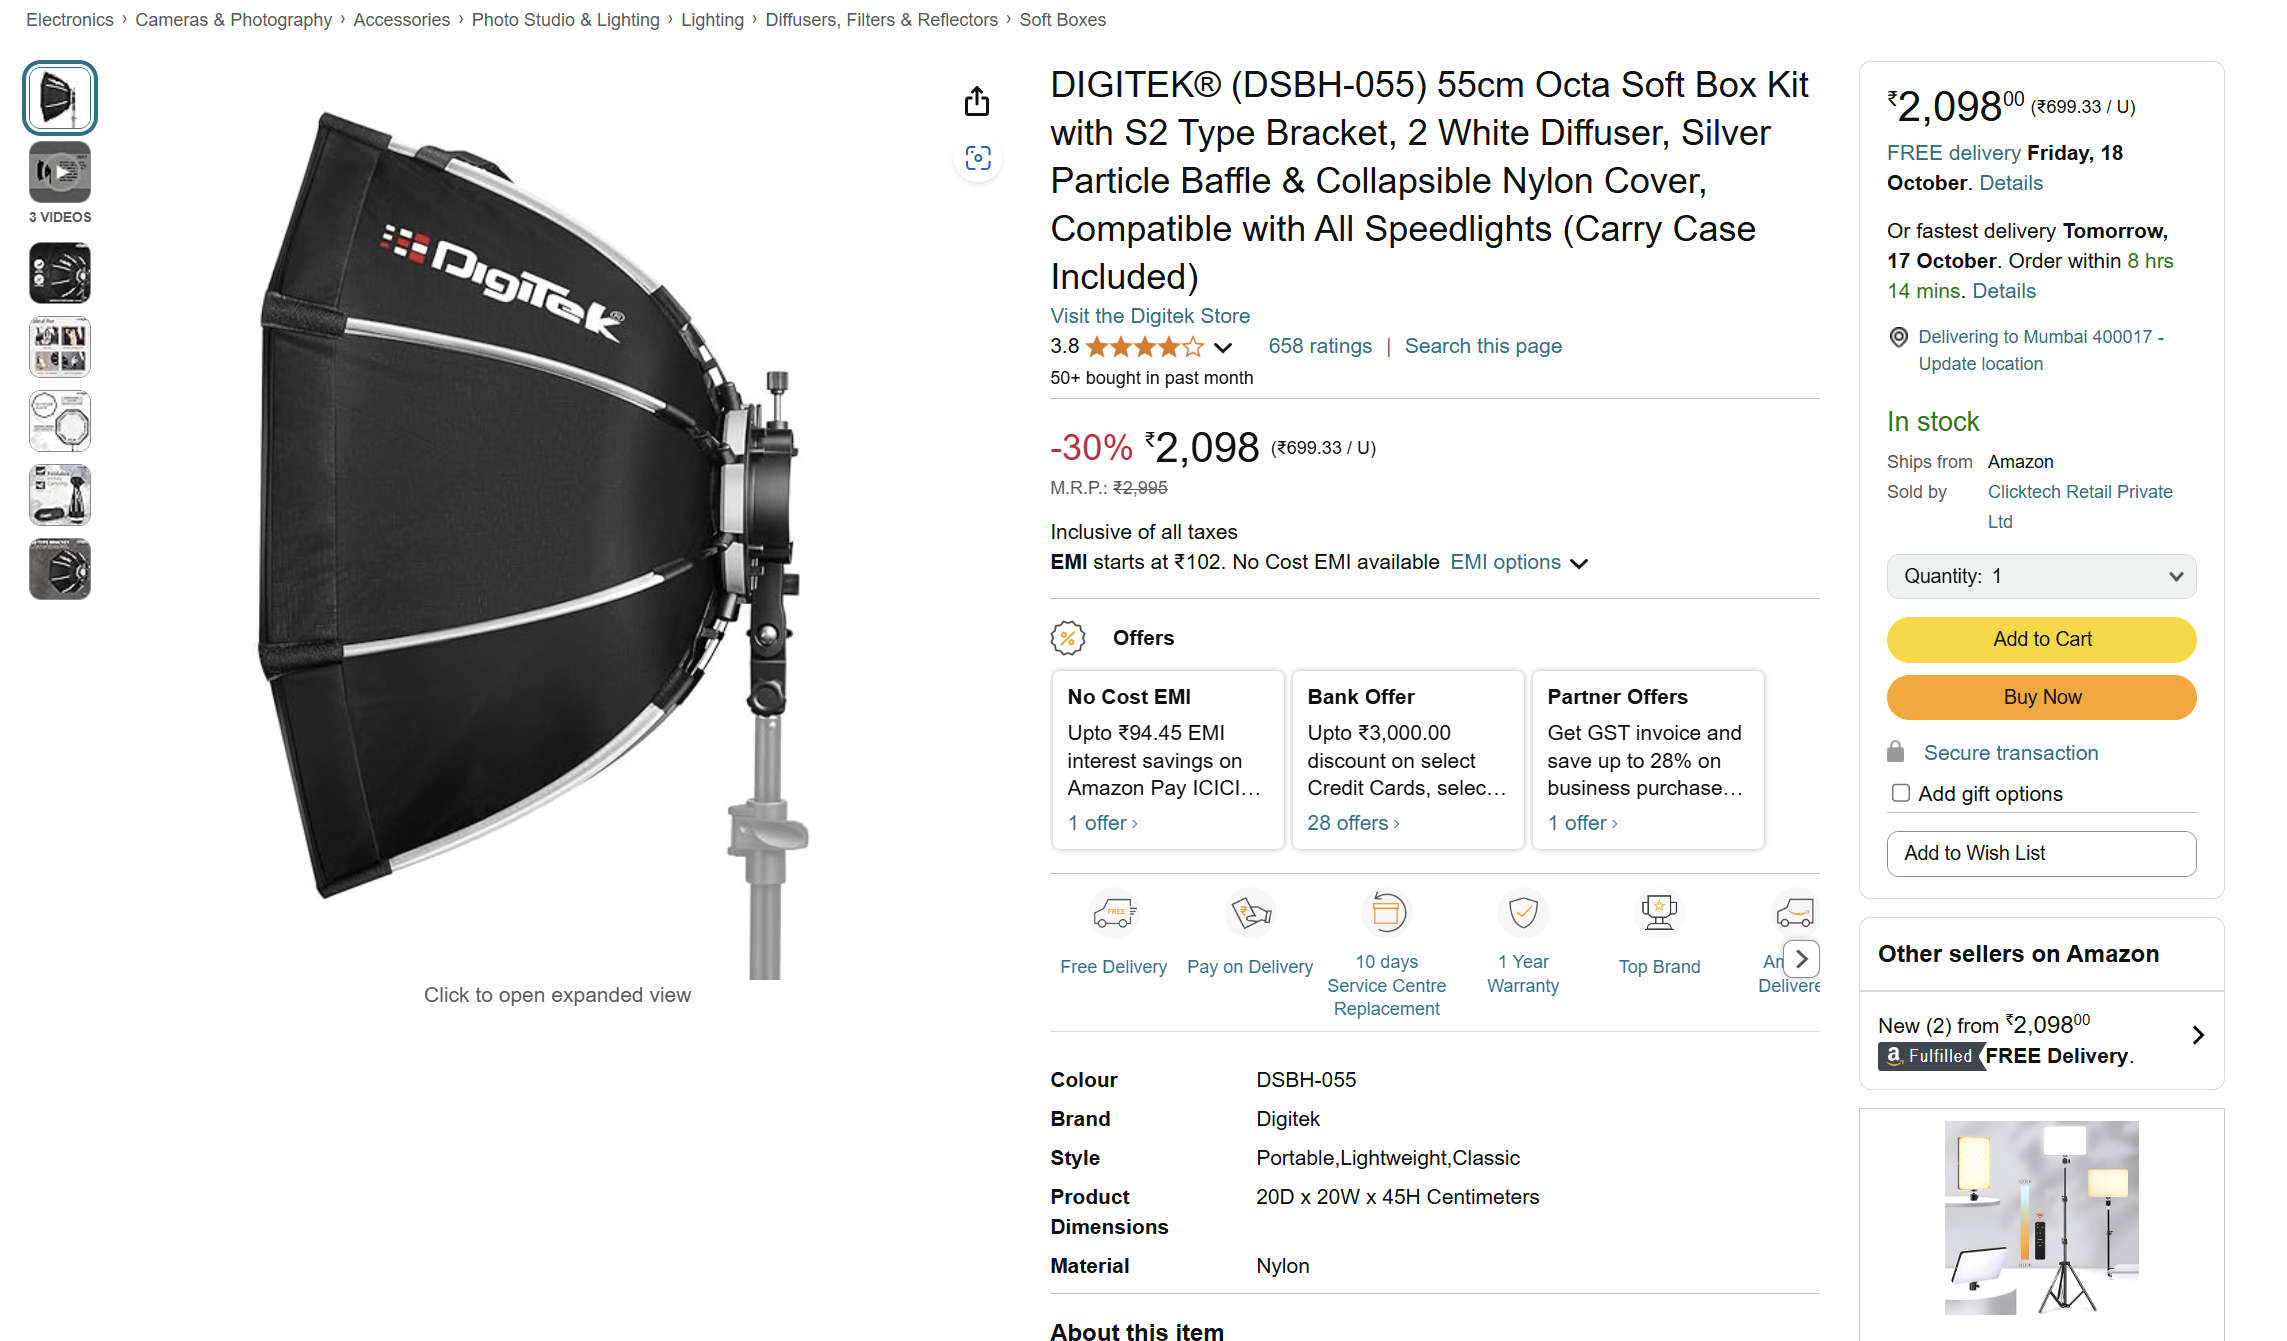 Electronics › Cameras & Photography › Accessories › Photo Studio & Lighting › Lighting › Diffusers, Filters & Reflectors › Soft Boxes
3 VIDEOS
DigiTek®
Click to open expanded view
DIGITEK® (DSBH-055) 55cm Octa Soft Box Kit
with S2 Type Bracket, 2 White Diffuser, Silver
Particle Baffle & Collapsible Nylon Cover,
Compatible with All Speedlights (Carry Case
Included)
Visit the Digitek Store
3.8 658 ratings | Search this page
50+ bought in past month
-30% ₹2,098 (₹699.33 / U)
M.R.P.: ₹2,995
Inclusive of all taxes
EMI starts at ₹102. No Cost EMI available EMI options
Offers
No Cost EMI
Upto ₹94.45 EMI
interest savings on
Amazon Pay ICICI…
1 offer ›
Bank Offer
Upto ₹3,000.00
discount on select
Credit Cards, selec…
28 offers ›
Partner Offers
Get GST invoice and
save up to 28% on
business purchase…
1 offer ›
FREE
Free Delivery
Pay on Delivery
10 days
Service Centre
Replacement
1 Year
Warranty
Top Brand
Am
Delivere
Colour DSBH-055
Brand Digitek
Style Portable,Lightweight,Classic
Product 20D x 20W x 45H Centimeters
Dimensions
Material Nylon
About this item
₹2,09800 (₹699.33 / U)
FREE delivery Friday, 18
October. Details
Or fastest delivery Tomorrow,
17 October. Order within 8 hrs
14 mins. Details
Delivering to Mumbai 400017 -
Update location
In stock
Ships from Amazon
Sold by Clicktech Retail Private
Ltd
Quantity: 1
Add to Cart
Buy Now
Secure transaction
Add gift options
Add to Wish List
Other sellers on Amazon
New (2) from ₹2,09800
a Fulfilled FREE Delivery.